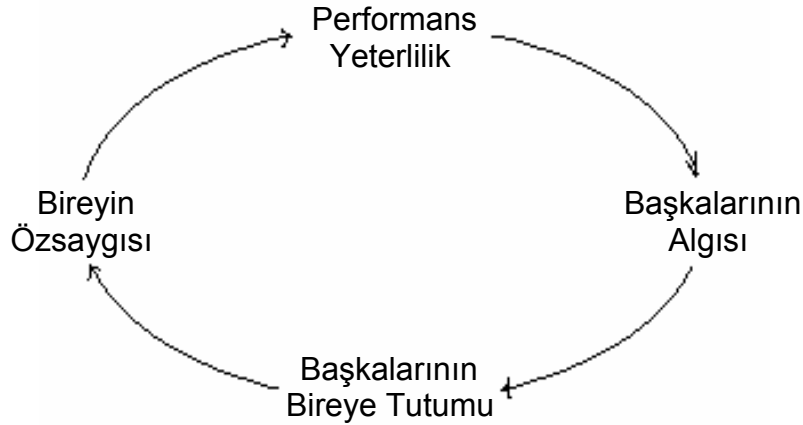 Performans
Yeterlilik
Bireyin
Özsaygısı
Başkalarının
Algısı
Başkalarının
Bireye Tutumu